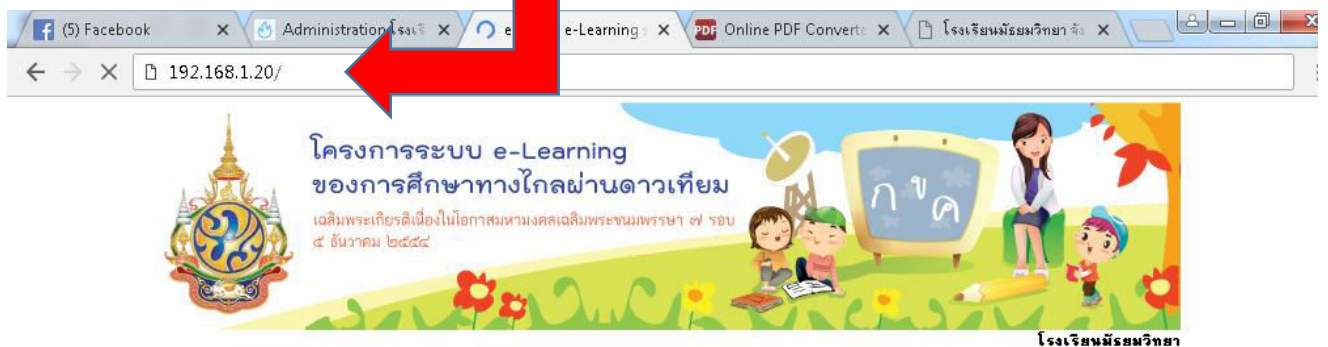 (5) Facebook
Administration โรงเรี
e-Learning
Online PDF Converte
โรงเรียนมัธยมวิทยา จัง
192.168.1.20/
โครงการระบบ e-Learning
ของการศึกษาทางไกลผ่านดาวเทียม
เฉลิมพระเกียรติเนื่องในโอกาสมหามงคลเฉลิมพระชนมพรรษา ๗ รอบ
๕ ธันวาคม ๒๕๕๔
ก ข ค
โรงเรียนมัธยมวิทยา